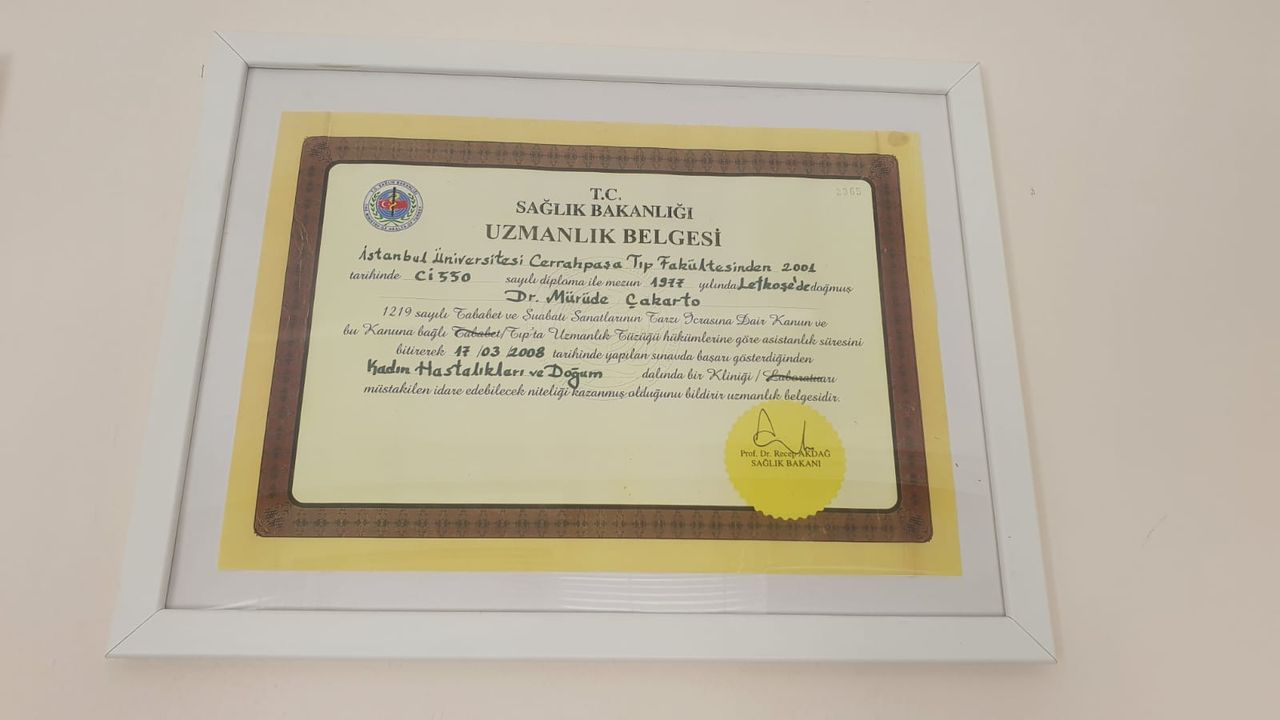 2365
T.C.
SAĞLIK BAKANLIĞI
UZMANLIK BELGESİ
İstanbul Üniversitesi Cerrahpaşa Tıp Fakültesinden 2001
tarihinde Ci330 sayılı diploma ile mezun 1977 yılında Lefkoşe'de doğmuş
Dr. Mürüde Çakarto
1219 sayılı Tababet ve Şuabatı Sanatlarının Tarzı İcrasına Dair Kanun ve
bu Kanuna bağlı Tababet/Tıp'ta Uzmanlık Tüzüğü hükümlerine göre asistanlık süresini
bitirerek 17/03/2008 tarihinde yapılan sınavda başarı gösterdiğinden
Kadın Hastalıkları ve Doğum dalında bir Kliniği / Laboratuarı
müstakilen idare edebilecek niteliği kazanmış olduğunu bildirir uzmanlık belgesidir.
Prof. Dr. Recep AKDAĞ
SAĞLIK BAKANI